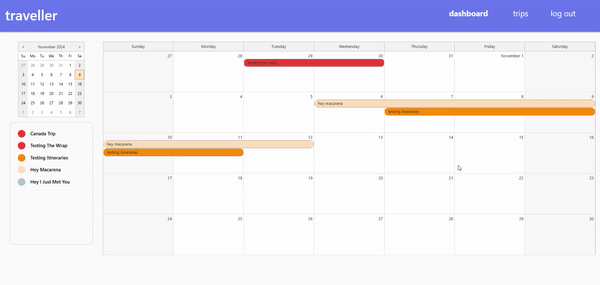 traveller
dashboard trips log out
November 2024
Su Mo Tu We Th Fr Sa
27 28 29 30 31 1 2
3 4 5 6 7 8 9
10 11 12 13 14 15 16
17 18 19 20 21 22 23
24 25 26 27 28 29 30
1 2 3 4 5 6 7
Canada Trip
Testing The Wrap
Testing Itineraries
Hey Macarena
Hey I Just Met You
Sunday Monday Tuesday Wednesday Thursday Friday Saturday
27 28 29 30 31 November 1 2
testing the wrap
3 4 5 6 7 8 9
hey macarena
testing itineraries
10 11 12 13 14 15 16
hey macarena
testing itineraries
17 18 19 20 21 22 23
24 25 26 27 28 29 30